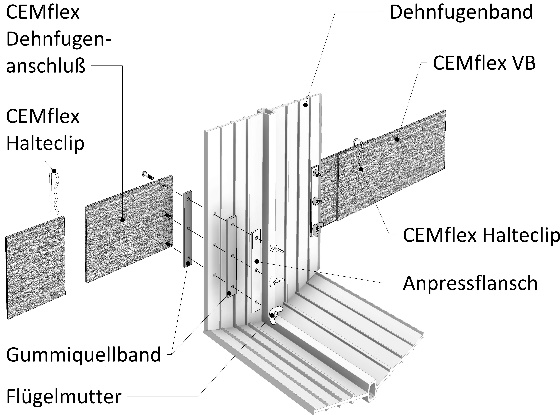 CEMflex
Dehnfugen-
anschluß
CEMflex
Halteclip
Dehnfugenband
CEMflex VB
CEMflex Halteclip
Anpressflansch
Gummiquellband
Flügelmutter